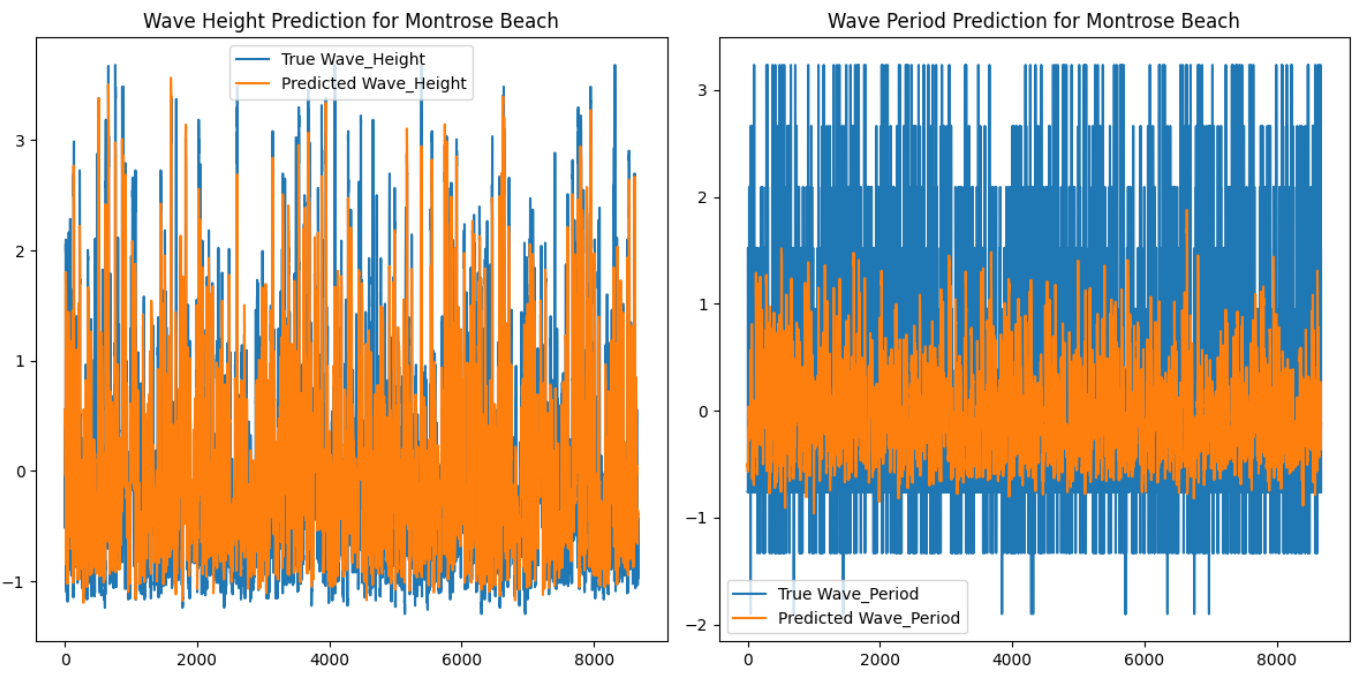 Wave Height Prediction for Montrose Beach
True Wave_Height
Predicted Wave_Height
3
2
1
0
−1
0 2000 4000 6000 8000
Wave Period Prediction for Montrose Beach
3
2
1
0
−1
−2
True Wave_Period
Predicted Wave_Period
0 2000 4000 6000 8000